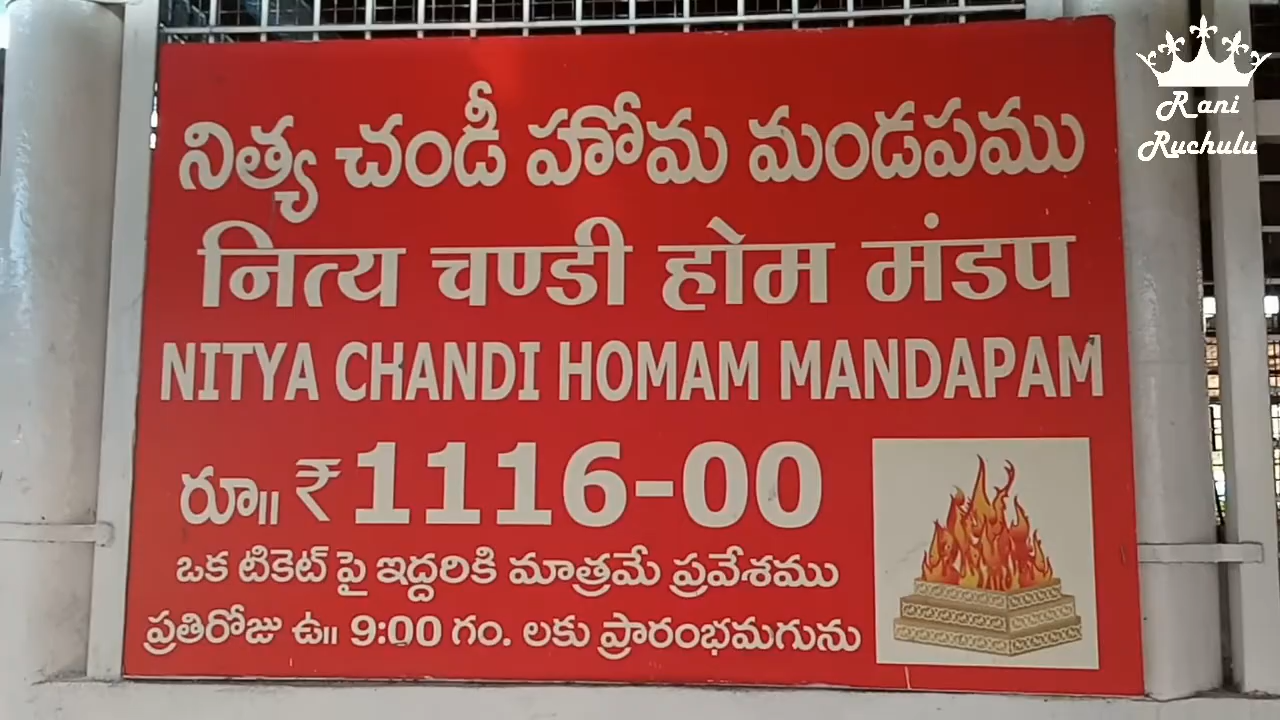 నిత్య చండీ హోమ మండపము
नित्य चण्डी होम मंडप
NITYA CHANDI HOMAM MANDAPAM
రూ॥ ₹ 1116-00
ఒక టికెట్ పై ఇద్దరికి మాత్రమే ప్రవేశము
ప్రతిరోజు ఉ॥ 9:00 గం. లకు ప్రారంభమగును
Rani
Ruchulu